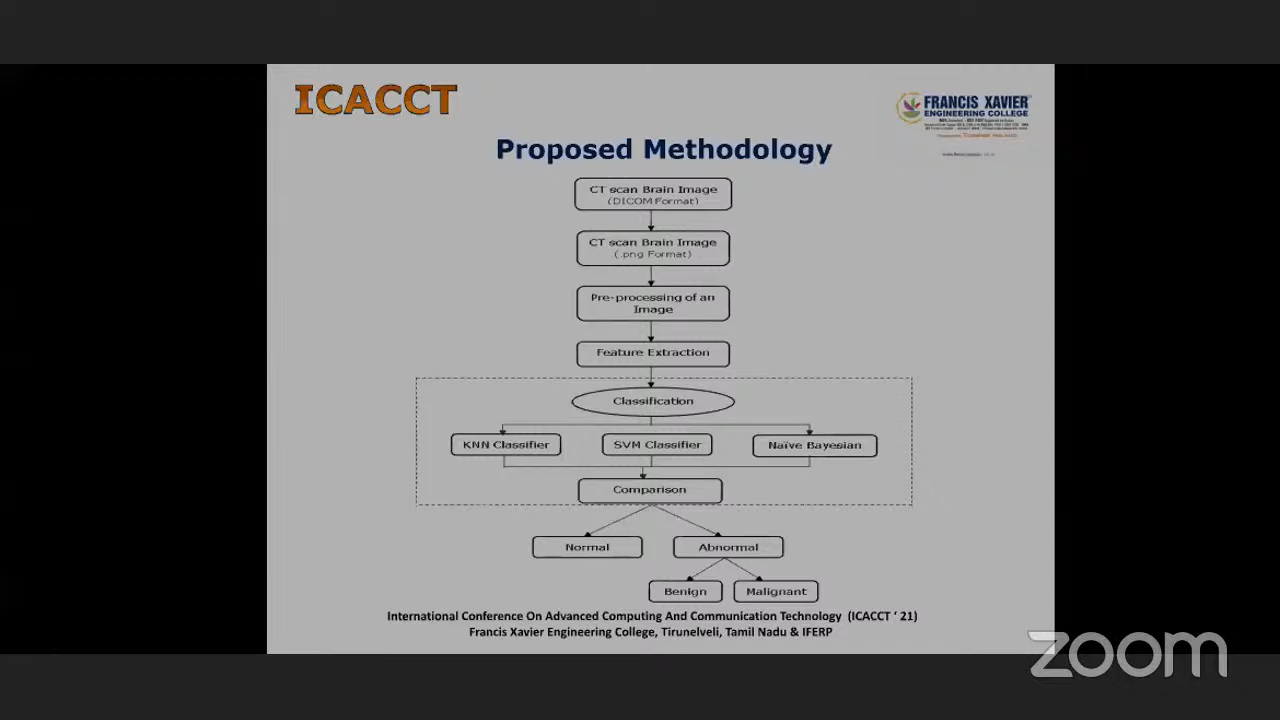 ICACCT
FRANCIS XAVIER
ENGINEERING COLLEGE
Proposed Methodology
CT scan Brain Image
(DICOM Format)
CT scan Brain Image
(.png Format)
Pre-processing of an
Image
Feature Extraction
Classification
KNN Classifier
SVM Classifier
Naïve Bayesian
Comparison
Normal
Abnormal
Benign
Malignant
International Conference On Advanced Computing And Communication Technology (ICACCT ‘ 21)
Francis Xavier Engineering College, Tirunelveli, Tamil Nadu & IFERP
zoom